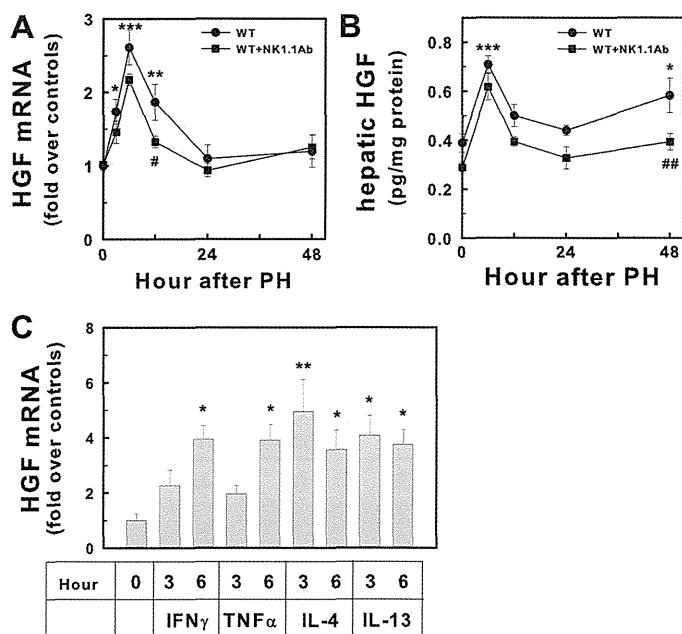 A
HGF mRNA
(fold over controls)
3
2
1
0
***
**
*
#
WT
WT+NK1.1Ab
0 24 48
Hour after PH
B
hepatic HGF
(pg/mg protein)
0.8
0.6
0.4
0.2
0.0
***
*
##
WT
WT+NK1.1Ab
0 24 48
Hour after PH
C
HGF mRNA
(fold over controls)
8
6
4
2
0
* * ** * * *
Hour 0 3 6 3 6 3 6 3 6
IFNγ TNFα IL-4 IL-13